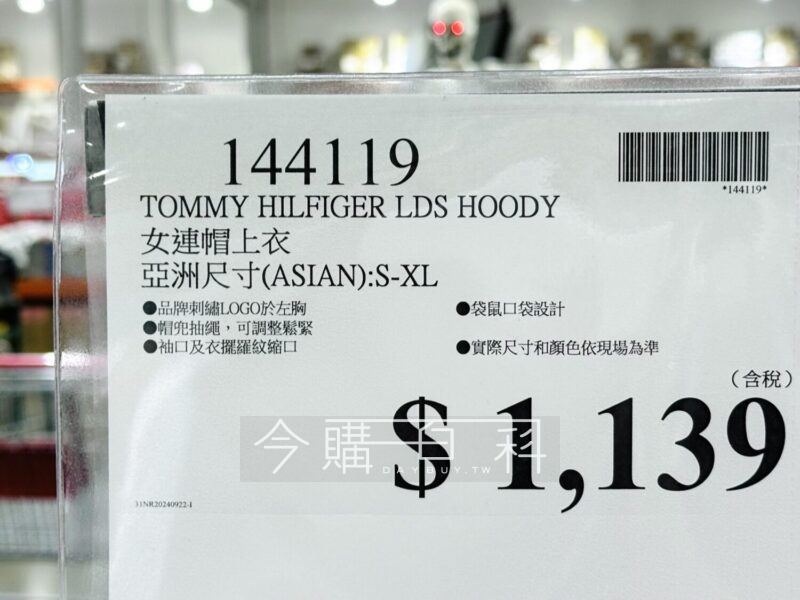 144119
*144119*
TOMMY HILFIGER LDS HOODY
女連帽上衣
亞洲尺寸(ASIAN):S-XL
●品牌刺繡LOGO於左胸
●袋鼠口袋設計
●帽兜抽繩，可調整鬆緊
●袖口及衣擺羅紋縮口
●實際尺寸和顏色依現場為準
（含稅）
$ 1,139
今購百科
DAYBUY.TW
31NR20240922-I